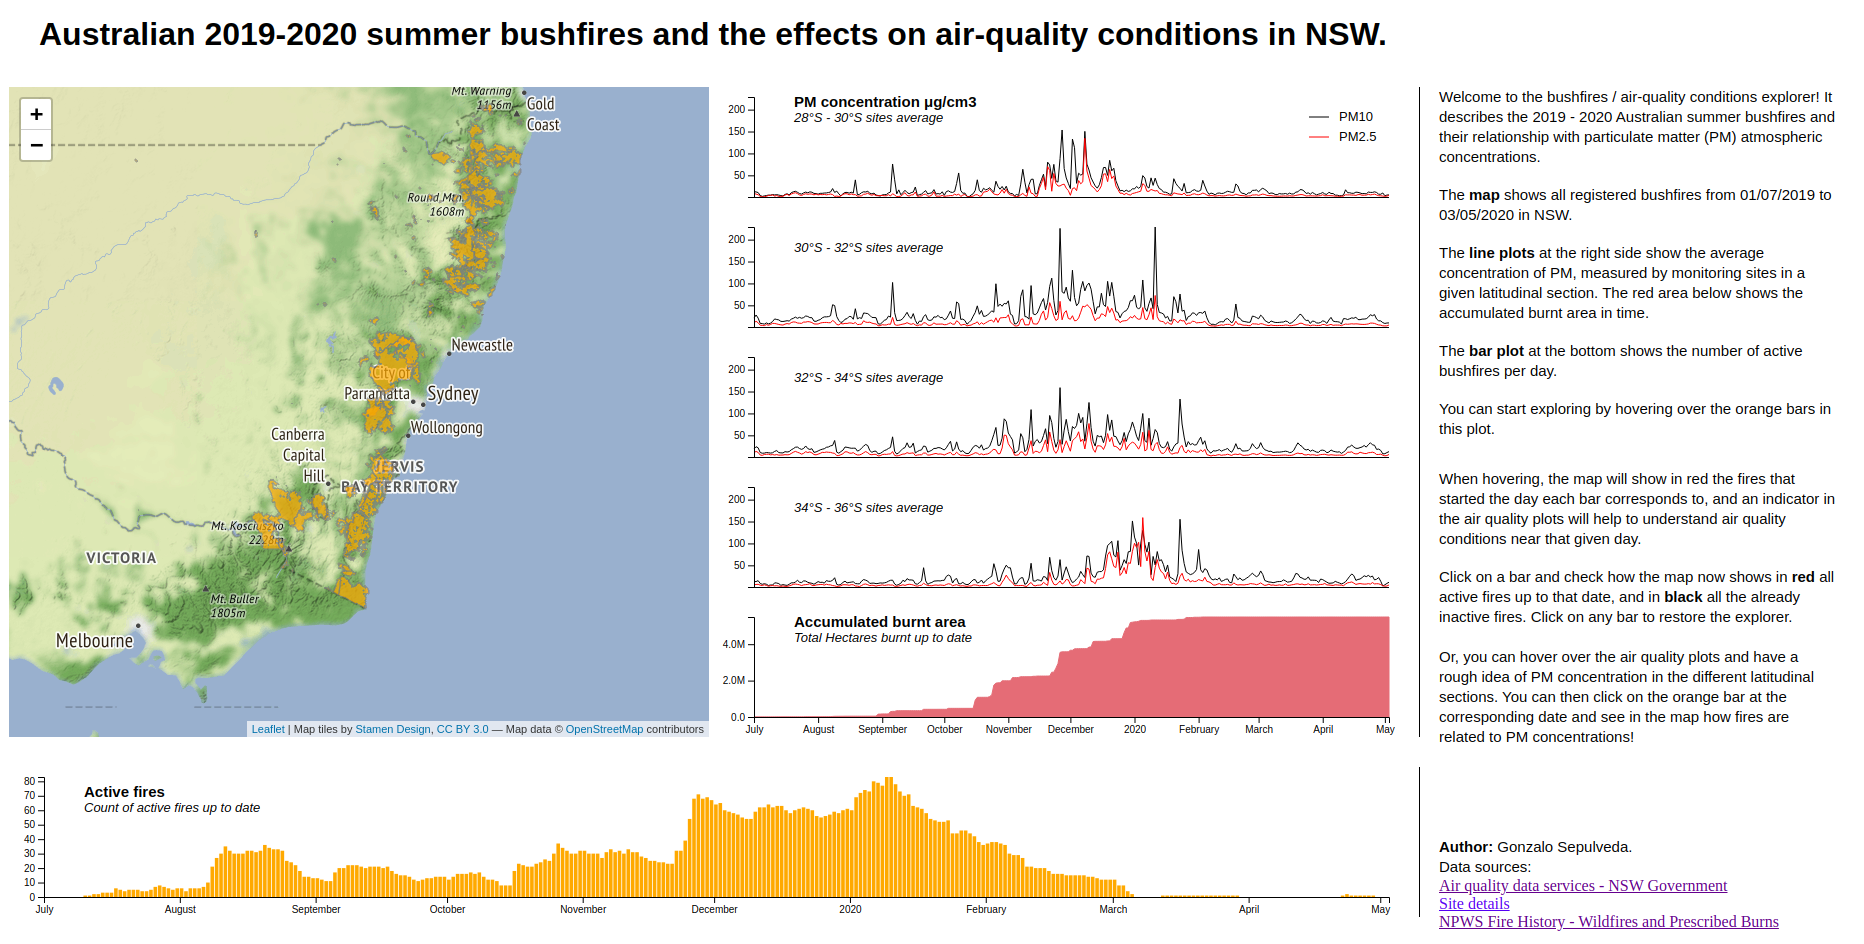 Australian 2019-2020 summer bushfires and the effects on air-quality conditions in NSW.
+
−
Mt. Warning
1156m
Gold
Coast
Round Mtn.
1608m
Newcastle
City of
Parramatta
Sydney
Wollongong
Canberra
Capital
Hill
JERVIS
BAY TERRITORY
Mt. Kosciuszko
2228m
VICTORIA
Mt. Buller
1805m
Melbourne
Leaflet | Map tiles by Stamen Design, CC BY 3.0 — Map data © OpenStreetMap contributors
PM concentration µg/cm3
28°S - 30°S sites average
PM10
PM2.5
200
150
100
50
30°S - 32°S sites average
200
150
100
50
32°S - 34°S sites average
200
150
100
50
34°S - 36°S sites average
200
150
100
50
Accumulated burnt area
Total Hectares burnt up to date
4.0M
2.0M
0.0
July August September October November December 2020 February March April May
Active fires
Count of active fires up to date
80
70
60
50
40
30
20
10
0
July August September October November December 2020 February March April May
Welcome to the bushfires / air-quality conditions explorer! It
describes the 2019 - 2020 Australian summer bushfires and
their relationship with particulate matter (PM) atmospheric
concentrations.
The map shows all registered bushfires from 01/07/2019 to
03/05/2020 in NSW.
The line plots at the right side show the average
concentration of PM, measured by monitoring sites in a
given latitudinal section. The red area below shows the
accumulated burnt area in time.
The bar plot at the bottom shows the number of active
bushfires per day.
You can start exploring by hovering over the orange bars in
this plot.
When hovering, the map will show in red the fires that
started the day each bar corresponds to, and an indicator in
the air quality plots will help to understand air quality
conditions near that given day.
Click on a bar and check how the map now shows in red all
active fires up to that date, and in black all the already
inactive fires. Click on any bar to restore the explorer.
Or, you can hover over the air quality plots and have a
rough idea of PM concentration in the different latitudinal
sections. You can then click on the orange bar at the
corresponding date and see in the map how fires are
related to PM concentrations!
Author: Gonzalo Sepulveda.
Data sources:
Air quality data services - NSW Government
Site details
NPWS Fire History - Wildfires and Prescribed Burns